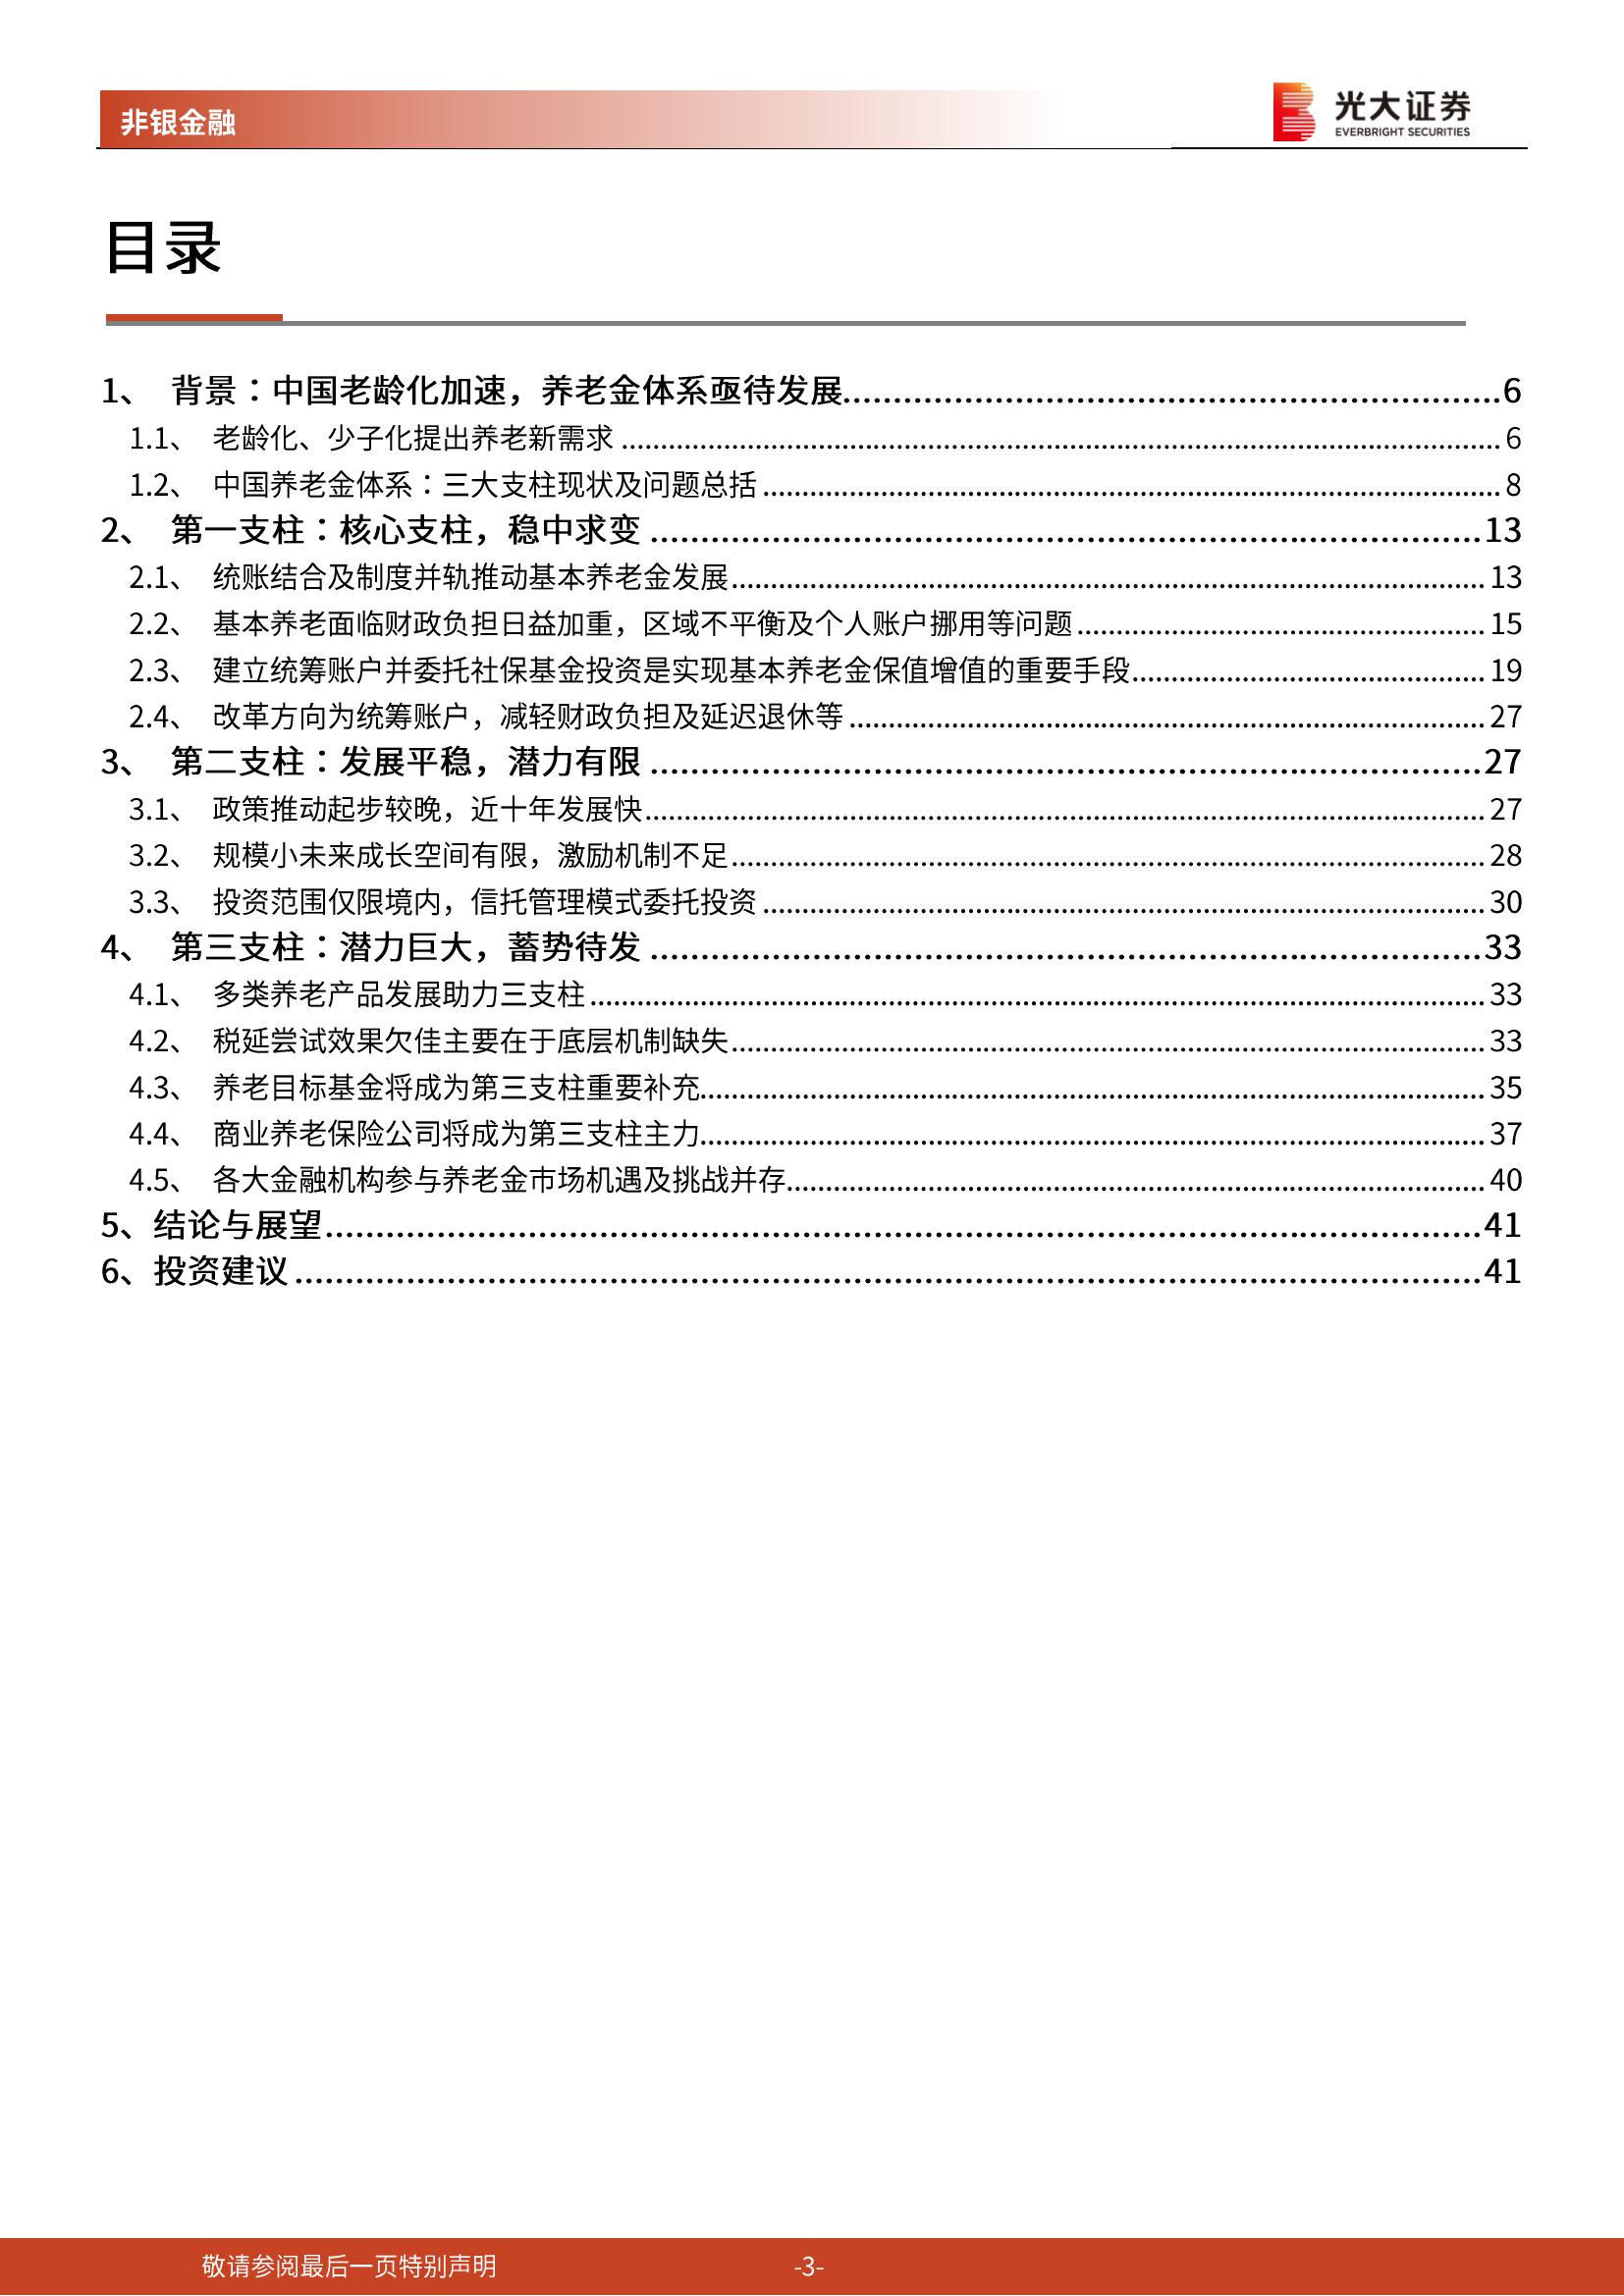 非银金融
光大证券
EVERBRIGHT SECURITIES
目录
1、 背景：中国老龄化加速，养老金体系亟待发展 6
1.1、 老龄化、少子化提出养老新需求 6
1.2、 中国养老金体系：三大支柱现状及问题总括 8
2、 第一支柱：核心支柱，稳中求变 13
2.1、 统账结合及制度并轨推动基本养老金发展 13
2.2、 基本养老面临财政负担日益加重，区域不平衡及个人账户挪用等问题 15
2.3、 建立统筹账户并委托社保基金投资是实现基本养老金保值增值的重要手段 19
2.4、 改革方向为统筹账户，减轻财政负担及延迟退休等 27
3、 第二支柱：发展平稳，潜力有限 27
3.1、 政策推动起步较晚，近十年发展快 27
3.2、 规模小未来成长空间有限，激励机制不足 28
3.3、 投资范围仅限境内，信托管理模式委托投资 30
4、 第三支柱：潜力巨大，蓄势待发 33
4.1、 多类养老产品发展助力三支柱 33
4.2、 税延尝试效果欠佳主要在于底层机制缺失 33
4.3、 养老目标基金将成为第三支柱重要补充 35
4.4、 商业养老保险公司将成为第三支柱主力 37
4.5、 各大金融机构参与养老金市场机遇及挑战并存 40
5、结论与展望 41
6、投资建议 41
敬请参阅最后一页特别声明 -3-